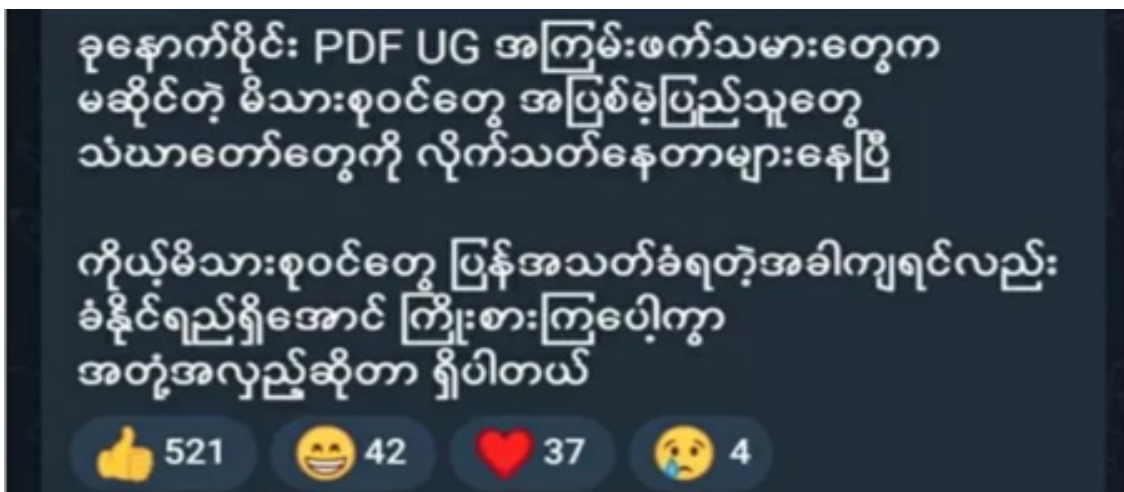 ခုနောက်ပိုင်း PDF UG အကြမ်းဖက်သမားတွေက
မဆိုင်တဲ့ မိသားစုဝင်တွေ အပြစ်မဲ့ပြည်သူတွေ
သံဃာတော်တွေကို လိုက်သတ်နေတာများနေပြီ
ကိုယ့်မိသားစုဝင်တွေ ပြန်အသတ်ခံရတဲ့အခါကျရင်လည်း
ခံနိုင်ရည်ရှိအောင် ကြိုးစားကြပေါ့ကွာ
အတုံ့အလှည့်ဆိုတာ ရှိပါတယ်
👍 521 😁 42 ❤️ 37 😢 4